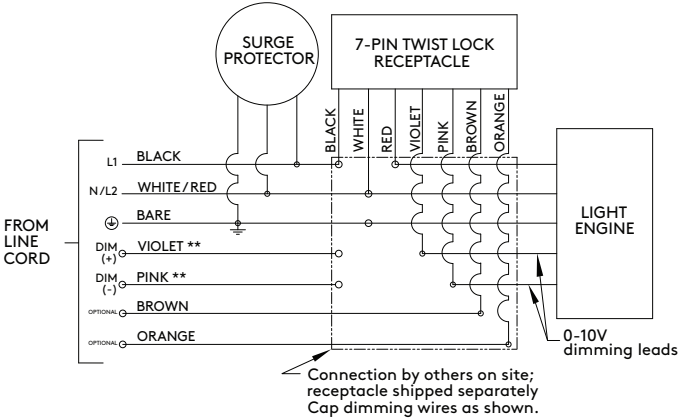 SURGE
PROTECTOR
7-PIN TWIST LOCK
RECEPTACLE
BLACK
WHITE
RED
VIOLET
PINK
BROWN
ORANGE
FROM
LINE
CORD
L1 BLACK
N/L2 WHITE/RED
BARE
DIM
(+)
VIOLET **
DIM
(-)
PINK **
OPTIONAL BROWN
OPTIONAL ORANGE
LIGHT
ENGINE
0-10V
dimming leads
Connection by others on site;
receptacle shipped separately
Cap dimming wires as shown.